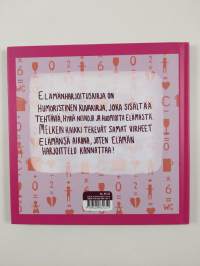 ELÄMÄNHARJOITUSKIRJA ON
HUMORISTINEN KUVAKIRJA, JOKA SISÄLTÄÄ
TEHTÄVIÄ, HYVIÄ NEUVOJA JA HUOMIOITA ELÄMÄSTÄ.
MELKEIN KAIKKI TEKEVÄT SAMAT VIRHEET
ELÄMÄNSÄ AIKANA, JOTEN ELÄMÄN
HARJOITTELU KANNATTAA!